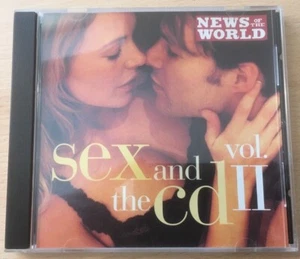 NEWS
OF THE
WORLD
sex and
the cd
vol.
II